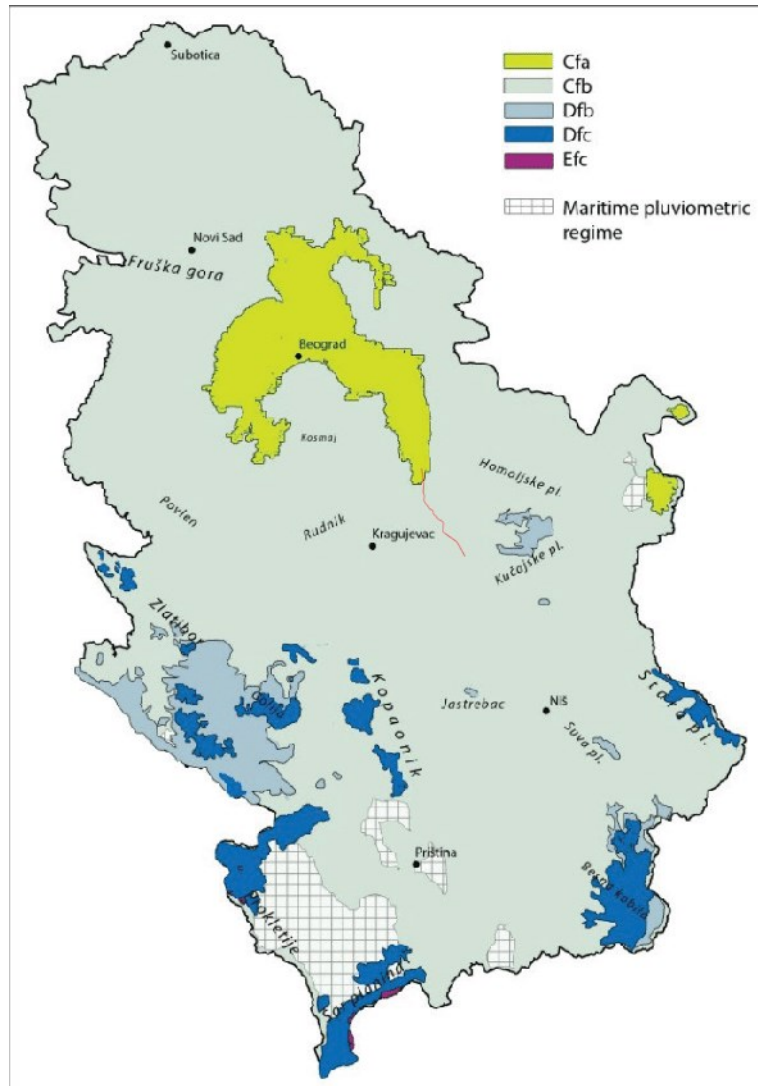 Subotica
Cfa
Cfb
Dfb
Dfc
Efc
Maritime pluviometric
regime
Novi Sad
Fruška gora
Beograd
Kosmaj
Homoljske pl.
Povlen
Rudnik
Kragujevac
Kučajske pl.
Zlatibor
Golija
Kopaonik
Jastrebac
Niš
Stara pl.
Suva pl.
Priština
Besna kobila
Prokletije
Šar planina